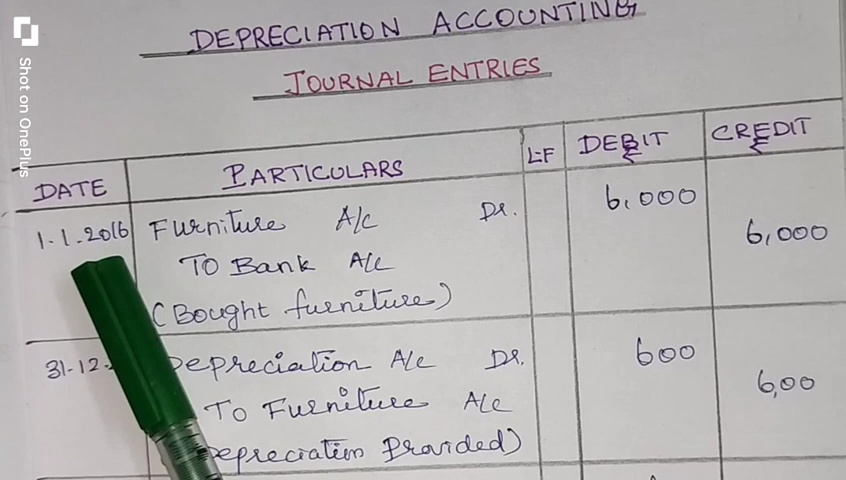 Shot on OnePlus
DEPRECIATION ACCOUNTING
JOURNAL ENTRIES
DATE PARTICULARS L.F DEBIT ₹ CREDIT ₹
1.1.2016 Furniture A/c Dr. 6,000
To Bank A/c 6,000
(Bought furniture)
31.12. Depreciation A/c Dr. 600
To Furniture A/c 6,00
Depreciation Provided)